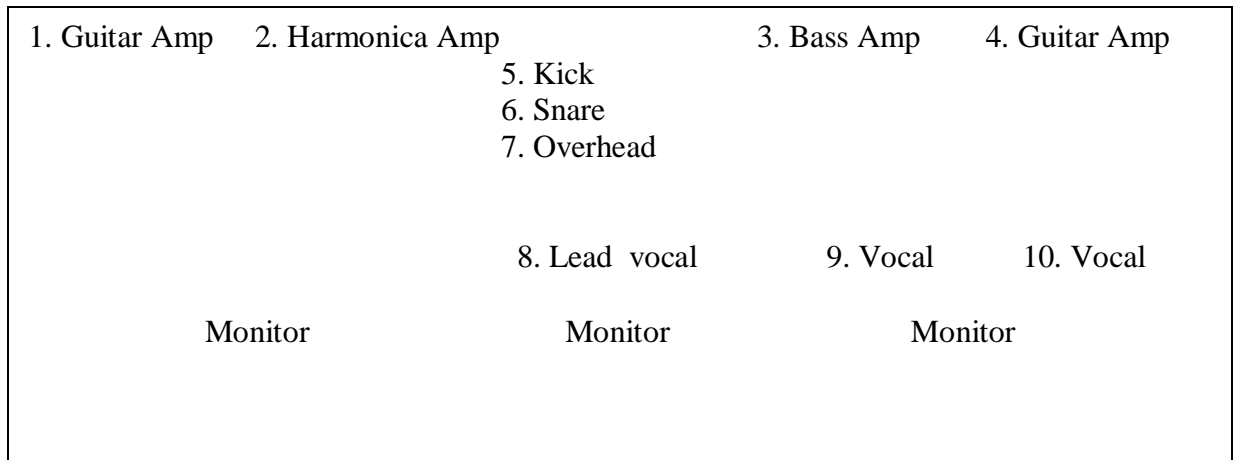 1. Guitar Amp 2. Harmonica Amp 3. Bass Amp 4. Guitar Amp
5. Kick
6. Snare
7. Overhead
8. Lead vocal 9. Vocal 10. Vocal
Monitor Monitor Monitor